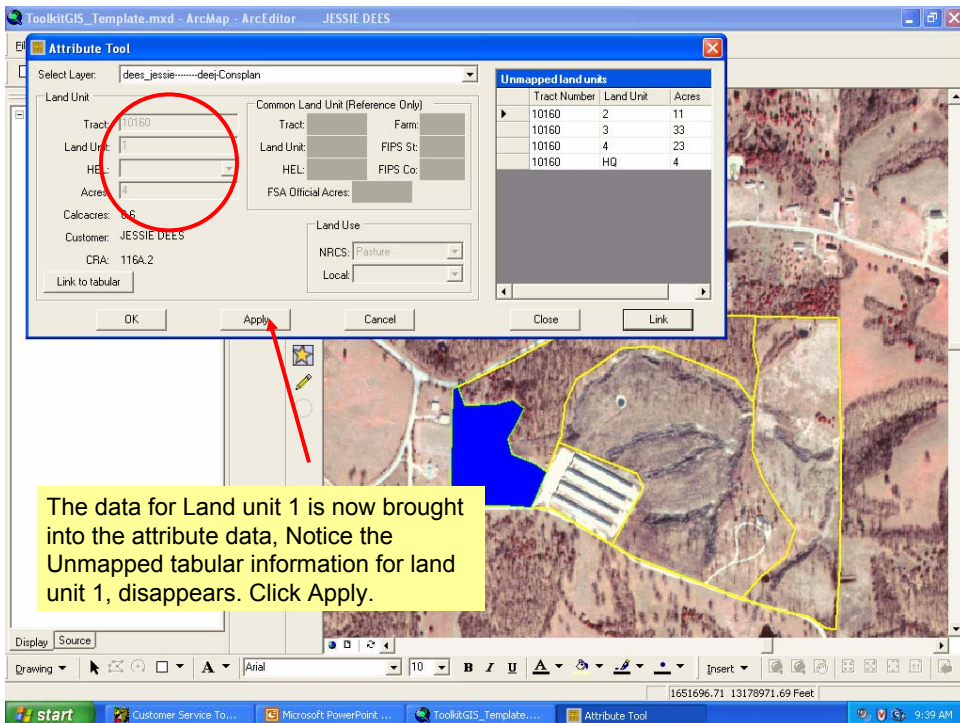 ToolkitGIS_Template.mxd - ArcMap - ArcEditor JESSIE DEES
Attribute Tool
Select Layer: dees_jessie-------deej-Consplan
Land Unit
Tract: 10160
Land Unit: 1
HEL:
Acres: 4
Calcacres: 6.6
Customer: JESSIE DEES
CRA: 116A.2
Link to tabular
Common Land Unit (Reference Only)
Tract: Farm:
Land Unit: FIPS St:
HEL: FIPS Co:
FSA Official Acres:
Land Use
NRCS: Pasture
Local:
OK Apply Cancel
Unmapped land units
Tract Number Land Unit Acres
10160 2 11
10160 3 33
10160 4 23
10160 HQ 4
Close Link
The data for Land unit 1 is now brought
into the attribute data, Notice the
Unmapped tabular information for land
unit 1, disappears. Click Apply.
Display Source
Drawing A Arial 10 B I U A Insert
1651696.71 13178971.69 Feet
start Customer Service To... Microsoft PowerPoint ... ToolkitGIS_Template.... Attribute Tool 9:39 AM